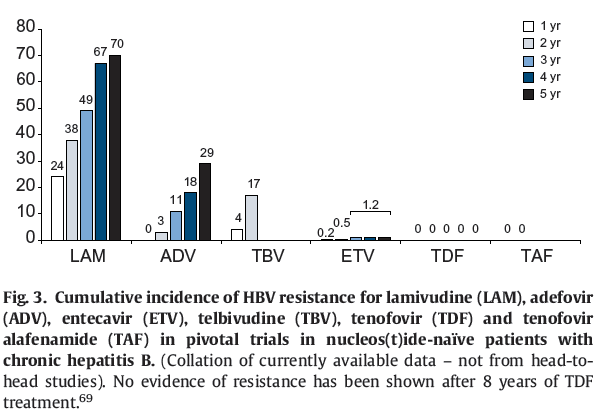 80
70
60
50
40
30
20
10
0
24
38
49
67
70
0
3
11
18
29
4
17
0.2
0.5
1.2
0 0 0 0 0
0 0
LAM
ADV
TBV
ETV
TDF
TAF
1 yr
2 yr
3 yr
4 yr
5 yr
Fig. 3. Cumulative incidence of HBV resistance for lamivudine (LAM), adefovir
(ADV), entecavir (ETV), telbivudine (TBV), tenofovir (TDF) and tenofovir
alafenamide (TAF) in pivotal trials in nucleos(t)ide-naïve patients with
chronic hepatitis B. (Collation of currently available data – not from head-to-
head studies). No evidence of resistance has been shown after 8 years of TDF
treatment.69